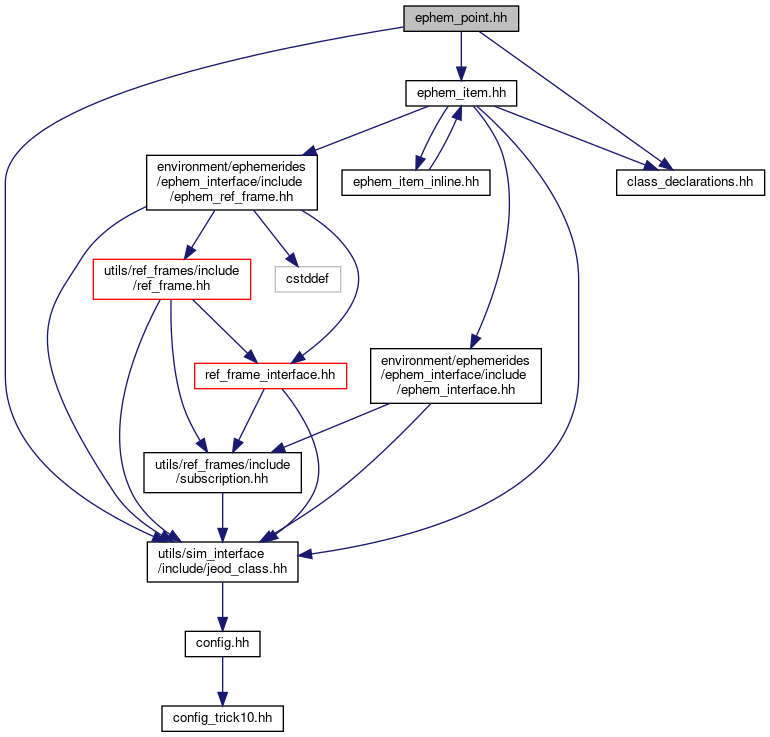 ephem_point.hh
ephem_item.hh
environment/ephemerides
/ephem_interface/include
/ephem_ref_frame.hh
ephem_item_inline.hh
class_declarations.hh
utils/ref_frames/include
/ref_frame.hh
cstddef
ref_frame_interface.hh
environment/ephemerides
/ephem_interface/include
/ephem_interface.hh
utils/ref_frames/include
/subscription.hh
utils/sim_interface
/include/jeod_class.hh
config.hh
config_trick10.hh